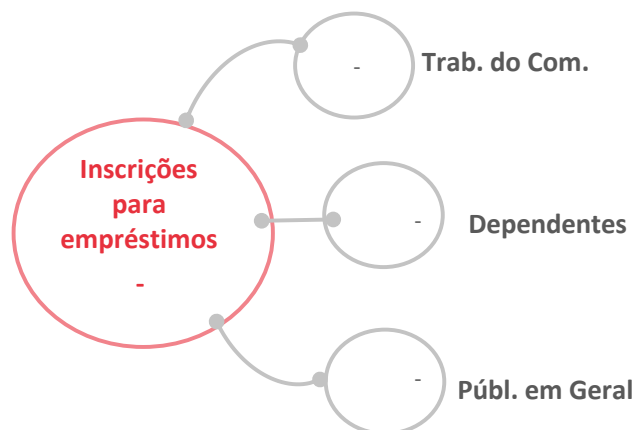 -
Trab. do Com.
Inscrições
para
empréstimos
-
-
Dependentes
-
Públ. em Geral